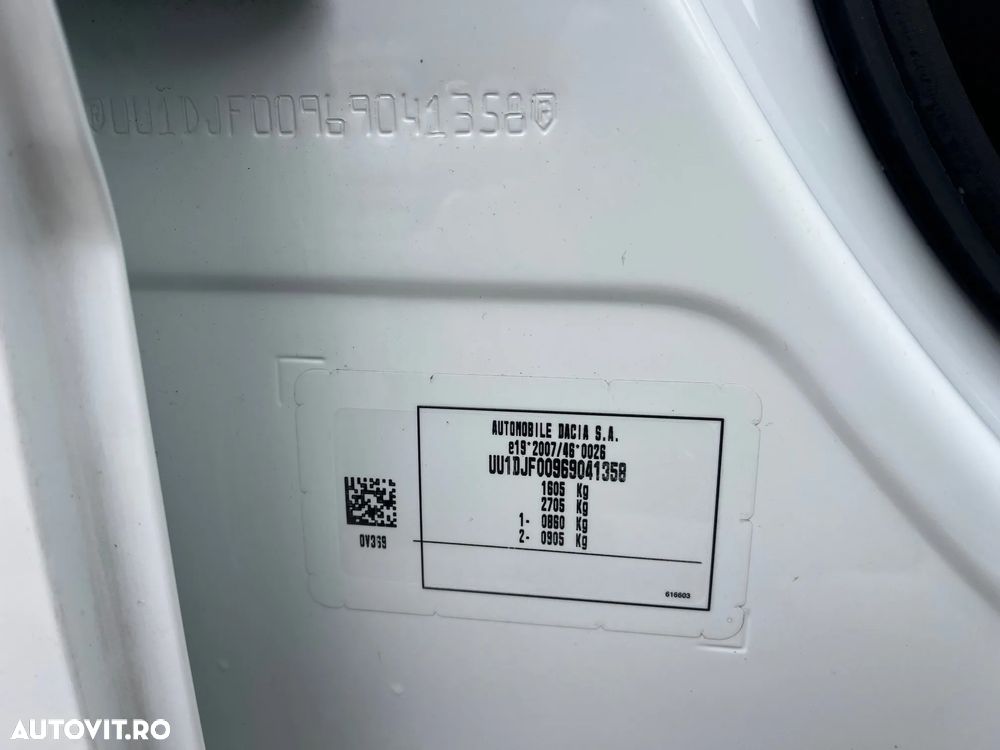 UU1DJF00969041358
AUTOMOBILE DACIA S.A.
e19*2007/46*0026
UU1DJF00969041358
1605 Kg
2705 Kg
1- 0860 Kg
2- 0905 Kg
0V369
616603
AUTOVIT.RO